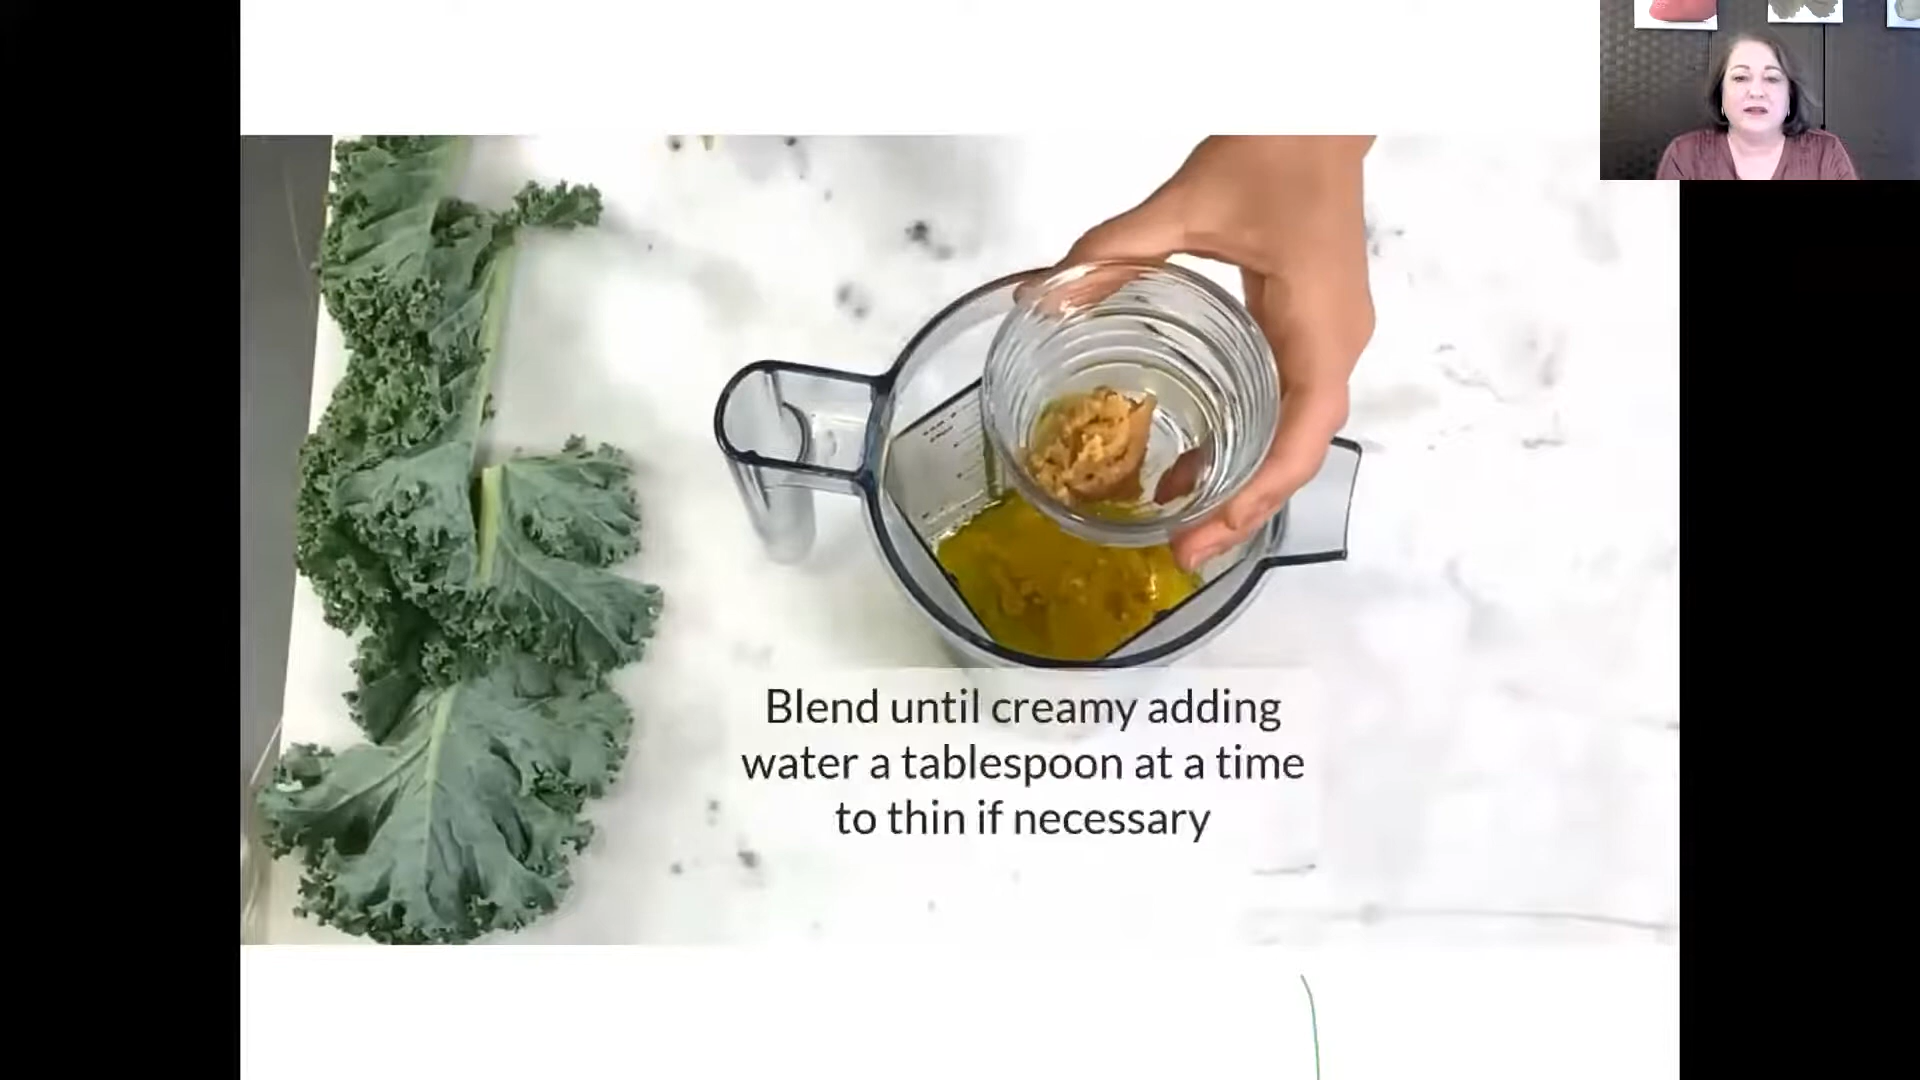 Blend until creamy adding
water a tablespoon at a time
to thin if necessary